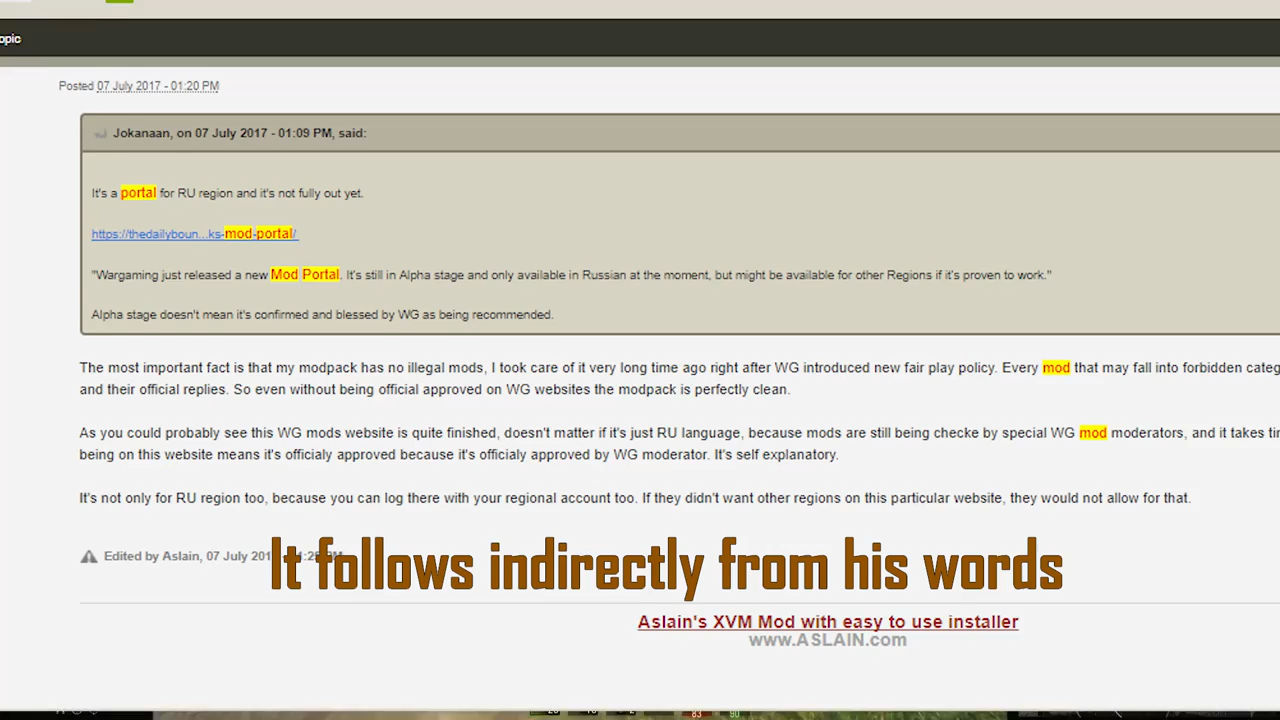 opic
Posted 07 July 2017 - 01:20 PM
Jokanaan, on 07 July 2017 - 01:09 PM, said:
It's a portal for RU region and it's not fully out yet.
https://thedailyboun...ks-mod-portal/
"Wargaming just released a new Mod Portal. It's still in Alpha stage and only available in Russian at the moment, but might be available for other Regions if it's proven to work."
Alpha stage doesn't mean it's confirmed and blessed by WG as being recommended.
The most important fact is that my modpack has no illegal mods, I took care of it very long time ago right after WG introduced new fair play policy. Every mod that may fall into forbidden categ
and their official replies. So even without being official approved on WG websites the modpack is perfectly clean.
As you could probably see this WG mods website is quite finished, doesn't matter if it's just RU language, because mods are still being checke by special WG mod moderators, and it takes tir
being on this website means it's officialy approved because it's officialy approved by WG moderator. It's self explanatory.
It's not only for RU region too, because you can log there with your regional account too. If they didn't want other regions on this particular website, they would not allow for that.
Edited by Aslain, 07 July
It follows indirectly from his words
Aslain's XVM Mod with easy to use installer
www.ASLAIN.com